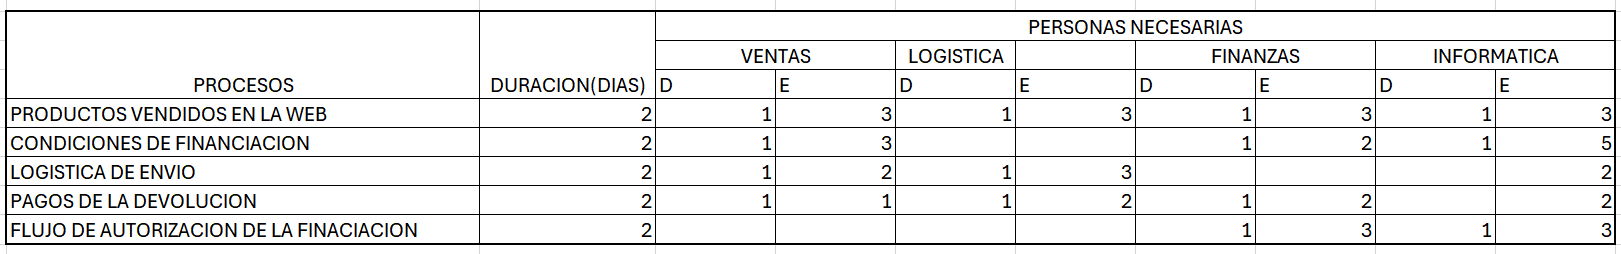 PERSONAS NECESARIAS
VENTAS LOGISTICA FINANZAS INFORMATICA
PROCESOS DURACION(DIAS) D E D E D E D E
PRODUCTOS VENDIDOS EN LA WEB 2 1 3 1 3 1 3 1 3
CONDICIONES DE FINANCIACION 2 1 3 1 2 1 5
LOGISTICA DE ENVIO 2 1 2 1 3 2
PAGOS DE LA DEVOLUCION 2 1 1 1 2 1 2 2
FLUJO DE AUTORIZACION DE LA FINACIACION 2 1 3 1 3